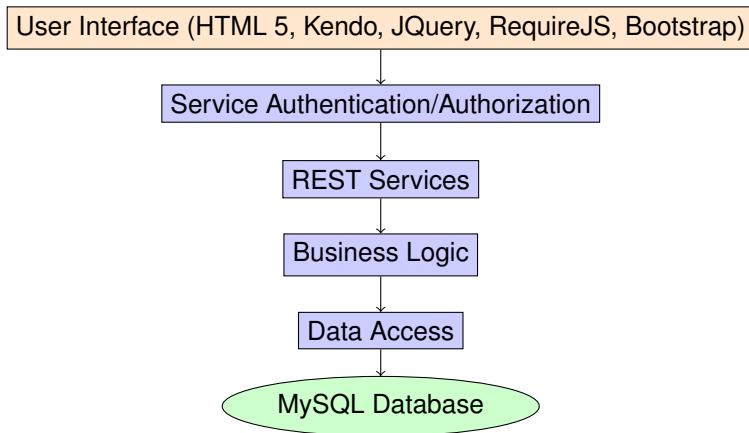 User Interface (HTML 5, Kendo, JQuery, RequireJS, Bootstrap)
Service Authentication/Authorization
REST Services
Business Logic
Data Access
MySQL Database